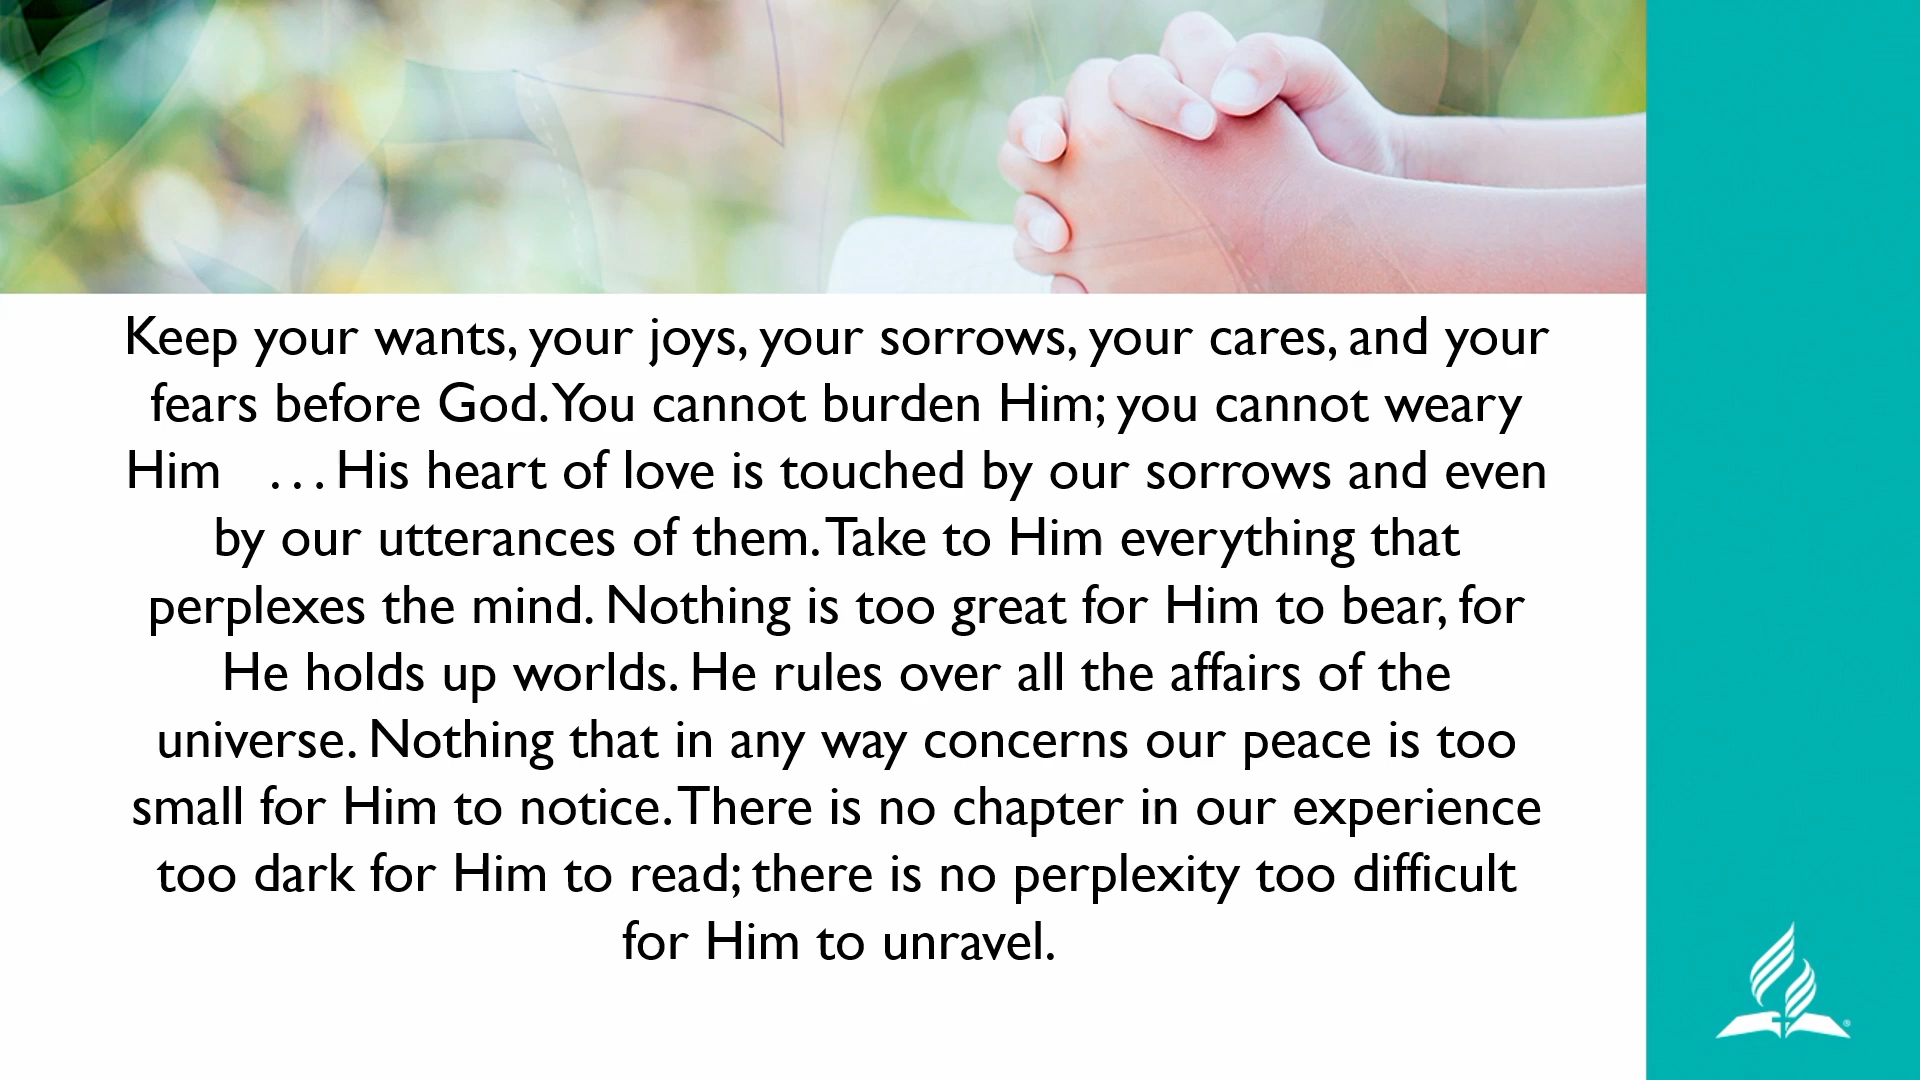 Keep your wants, your joys, your sorrows, your cares, and your
fears before God. You cannot burden Him; you cannot weary
Him ... His heart of love is touched by our sorrows and even
by our utterances of them. Take to Him everything that
perplexes the mind. Nothing is too great for Him to bear, for
He holds up worlds. He rules over all the affairs of the
universe. Nothing that in any way concerns our peace is too
small for Him to notice. There is no chapter in our experience
too dark for Him to read; there is no perplexity too difficult
for Him to unravel.
®